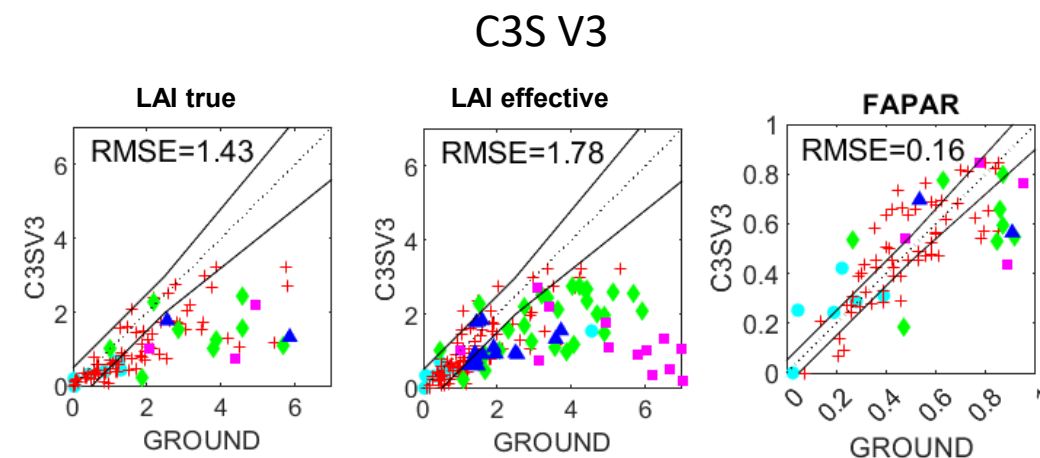 C3S V3
LAI true
RMSE=1.43
C3SV3
6
4
2
0
0
2
4
6
GROUND
LAI effective
RMSE=1.78
C3SV3
6
4
2
0
0
2
4
6
GROUND
FAPAR
RMSE=0.16
C3SV3
1
0.8
0.6
0.4
0.2
0
0
0.2
0.4
0.6
0.8
GROUND